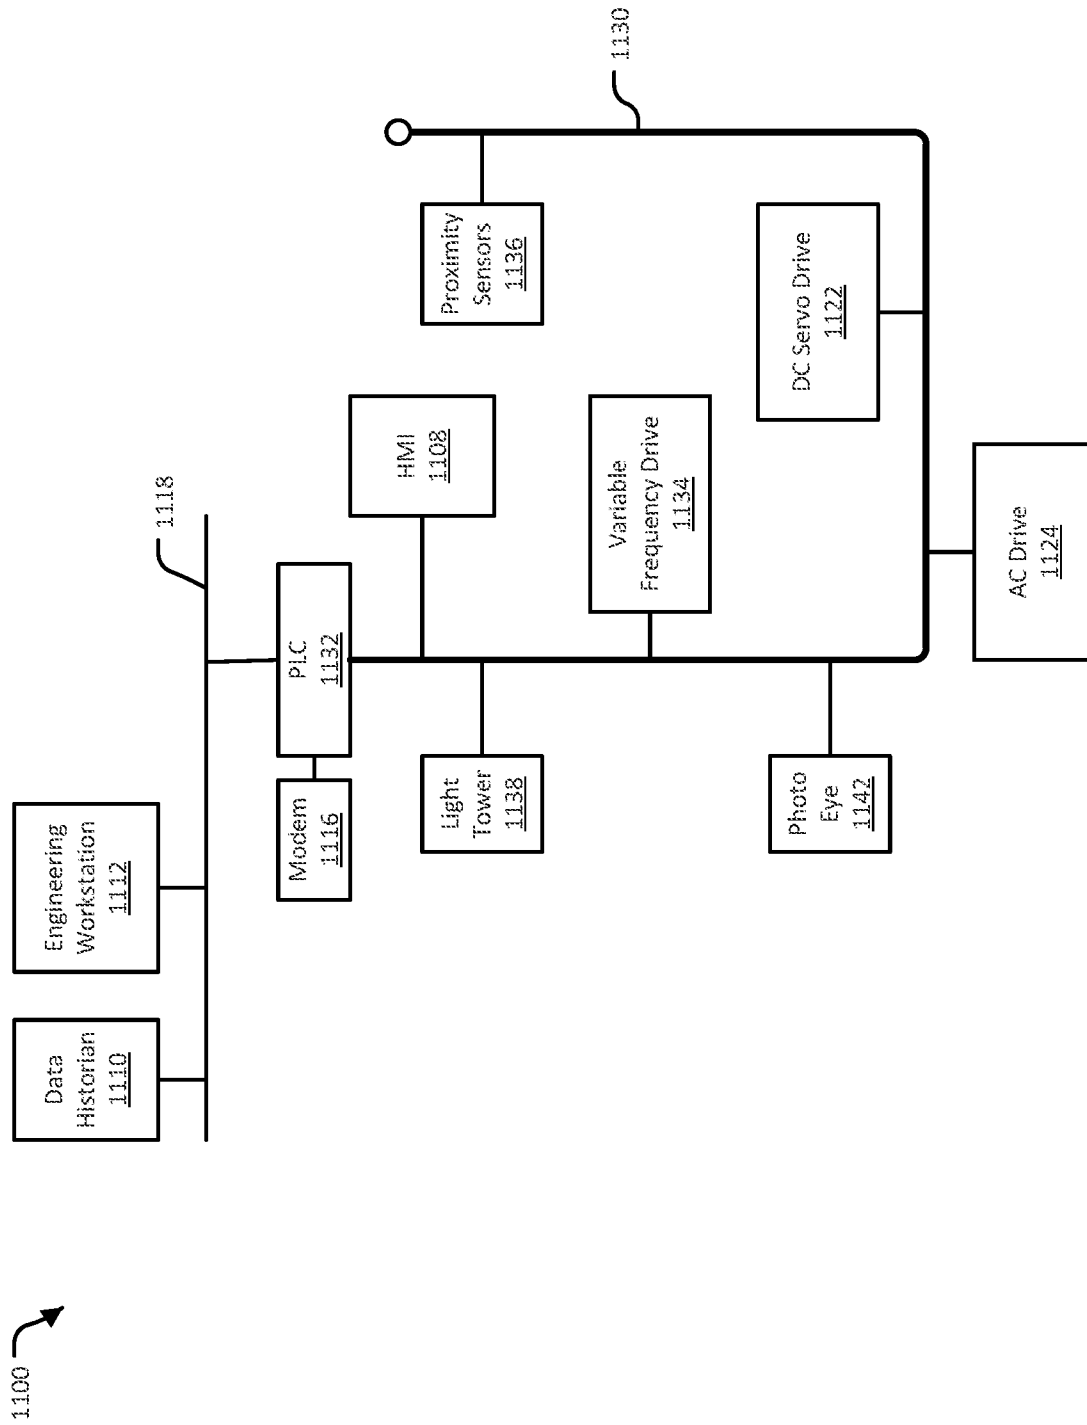 1100
Data
Historian
1110
Engineering
Workstation
1112
1118
Modem
1116
PLC
1132
HMI
1108
Light
Tower
1138
Proximity
Sensors
1136
1130
Variable
Frequency Drive
1134
Photo
Eye
1142
DC Servo Drive
1122
AC Drive
1124